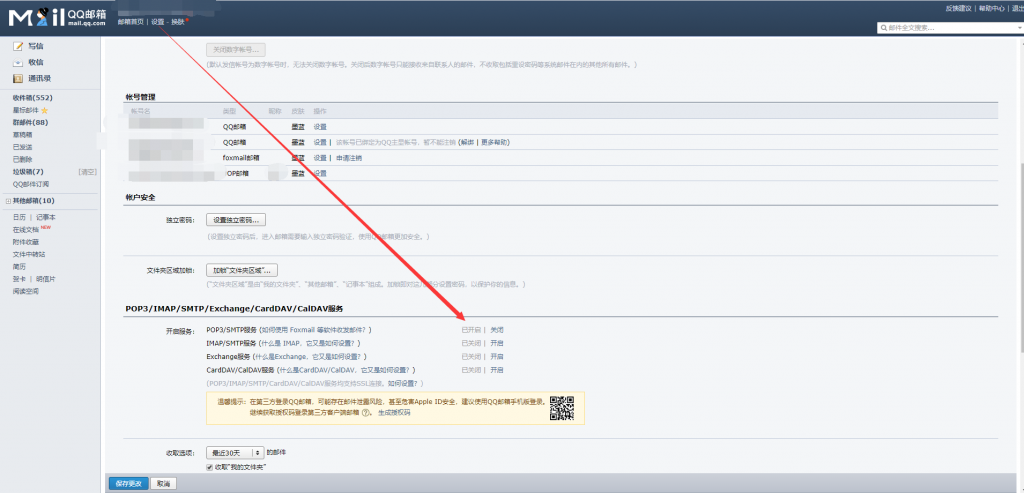 Mail QQ邮箱
mail.qq.com
邮箱首页 | 设置 - 换肤
反馈建议 | 帮助中心 | 退出
邮件全文搜索...
写信
收信
通讯录
收件箱(552)
星标邮件
群邮件(88)
草稿箱
已发送
已删除
垃圾箱(7) [清空]
QQ邮件订阅
其他邮箱(10)
日历 | 记事本
在线文档 NEW
附件收藏
文件中转站
简历
贺卡 | 明信片
阅读空间
关闭数字帐号...
(默认发信帐号为数字帐号时，无法关闭数字帐号。关闭后数字帐号只能接收来自联系人的邮件，不收取包括重设密码等系统邮件在内的其他所有邮件。)
帐号管理
帐号名 类型 昵称 皮肤 操作
QQ邮箱 墨蓝 设置
QQ邮箱 墨蓝 设置 | 该帐号已绑定为QQ主显帐号，暂不能注销 (解绑 | 更多帮助)
foxmail邮箱 墨蓝 设置 | 申请注销
OP邮箱 墨蓝 设置
帐户安全
独立密码： 设置独立密码...
(设置独立密码后，进入邮箱需要输入独立密码验证，使用QQ邮箱更加安全。)
文件夹区域加锁： 加锁"文件夹区域"...
("文件夹区域"是由"我的文件夹"、"其他邮箱"、"记事本"组成。加锁即对这 部分设置密码，以保护你的信息。)
POP3/IMAP/SMTP/Exchange/CardDAV/CalDAV服务
开启服务： POP3/SMTP服务 (如何使用 Foxmail 等软件收发邮件？) 已开启 | 关闭
IMAP/SMTP服务 (什么是 IMAP，它又是如何设置？) 已关闭 | 开启
Exchange服务 (什么是Exchange，它又是如何设置？) 已关闭 | 开启
CardDAV/CalDAV服务 (什么是CardDAV/CalDAV，它又是如何设置？) 已关闭 | 开启
(POP3/IMAP/SMTP/CardDAV/CalDAV服务均支持SSL连接。如何设置？)
温馨提示：在第三方登录QQ邮箱，可能存在邮件泄露风险，甚至危害Apple ID安全，建议使用QQ邮箱手机版登录。
继续获取授权码登录第三方客户端邮箱 ? 。 生成授权码
收取选项： 最近30天 的邮件
收取"我的文件夹"
保存更改 取消